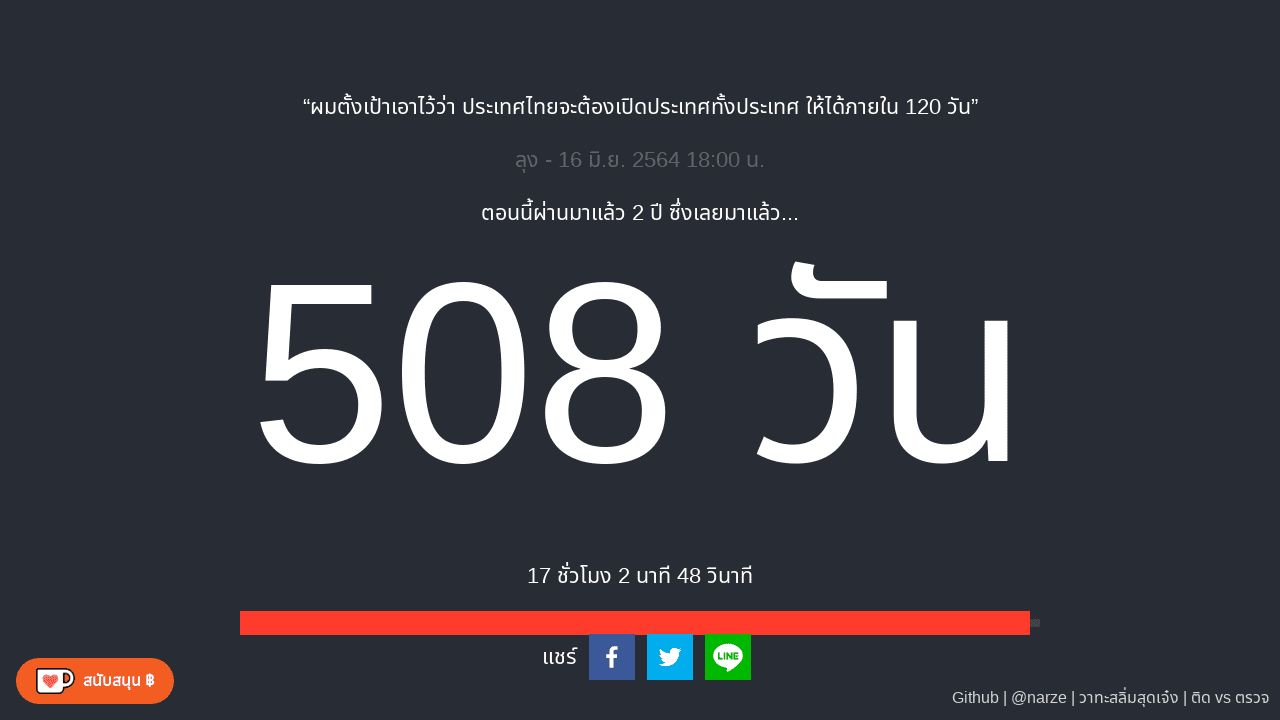 “ผมตั้งเป้าเอาไว้ว่า ประเทศไทยจะต้องเปิดประเทศทั้งประเทศ ให้ได้ภายใน 120 วัน”
ลุง - 16 มิ.ย. 2564 18:00 น.
ตอนนี้ผ่านมาแล้ว 2 ปี ซึ่งเลยมาแล้ว...
508 วัน
17 ชั่วโมง 2 นาที 48 วินาที
แชร์
LINE
สนับสนุน ฿
Github | @narze | วาทะสลิ่มสุดเจ๋ง | ติด vs ตรวจ